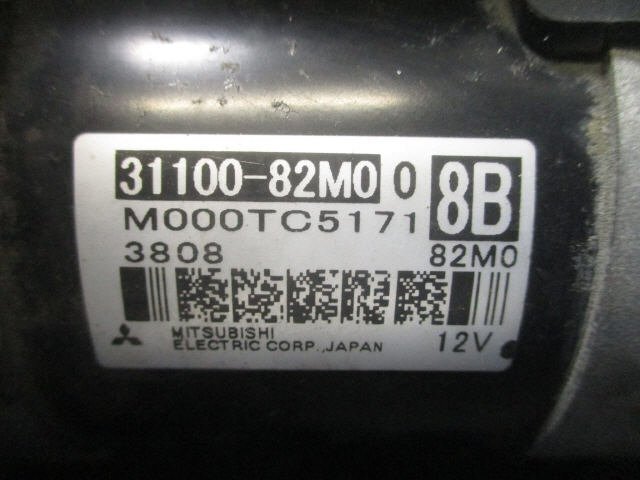 31100-82M0 0 8B
M000TC5171
3808 82M0
MITSUBISHI
ELECTRIC CORP., JAPAN 12V